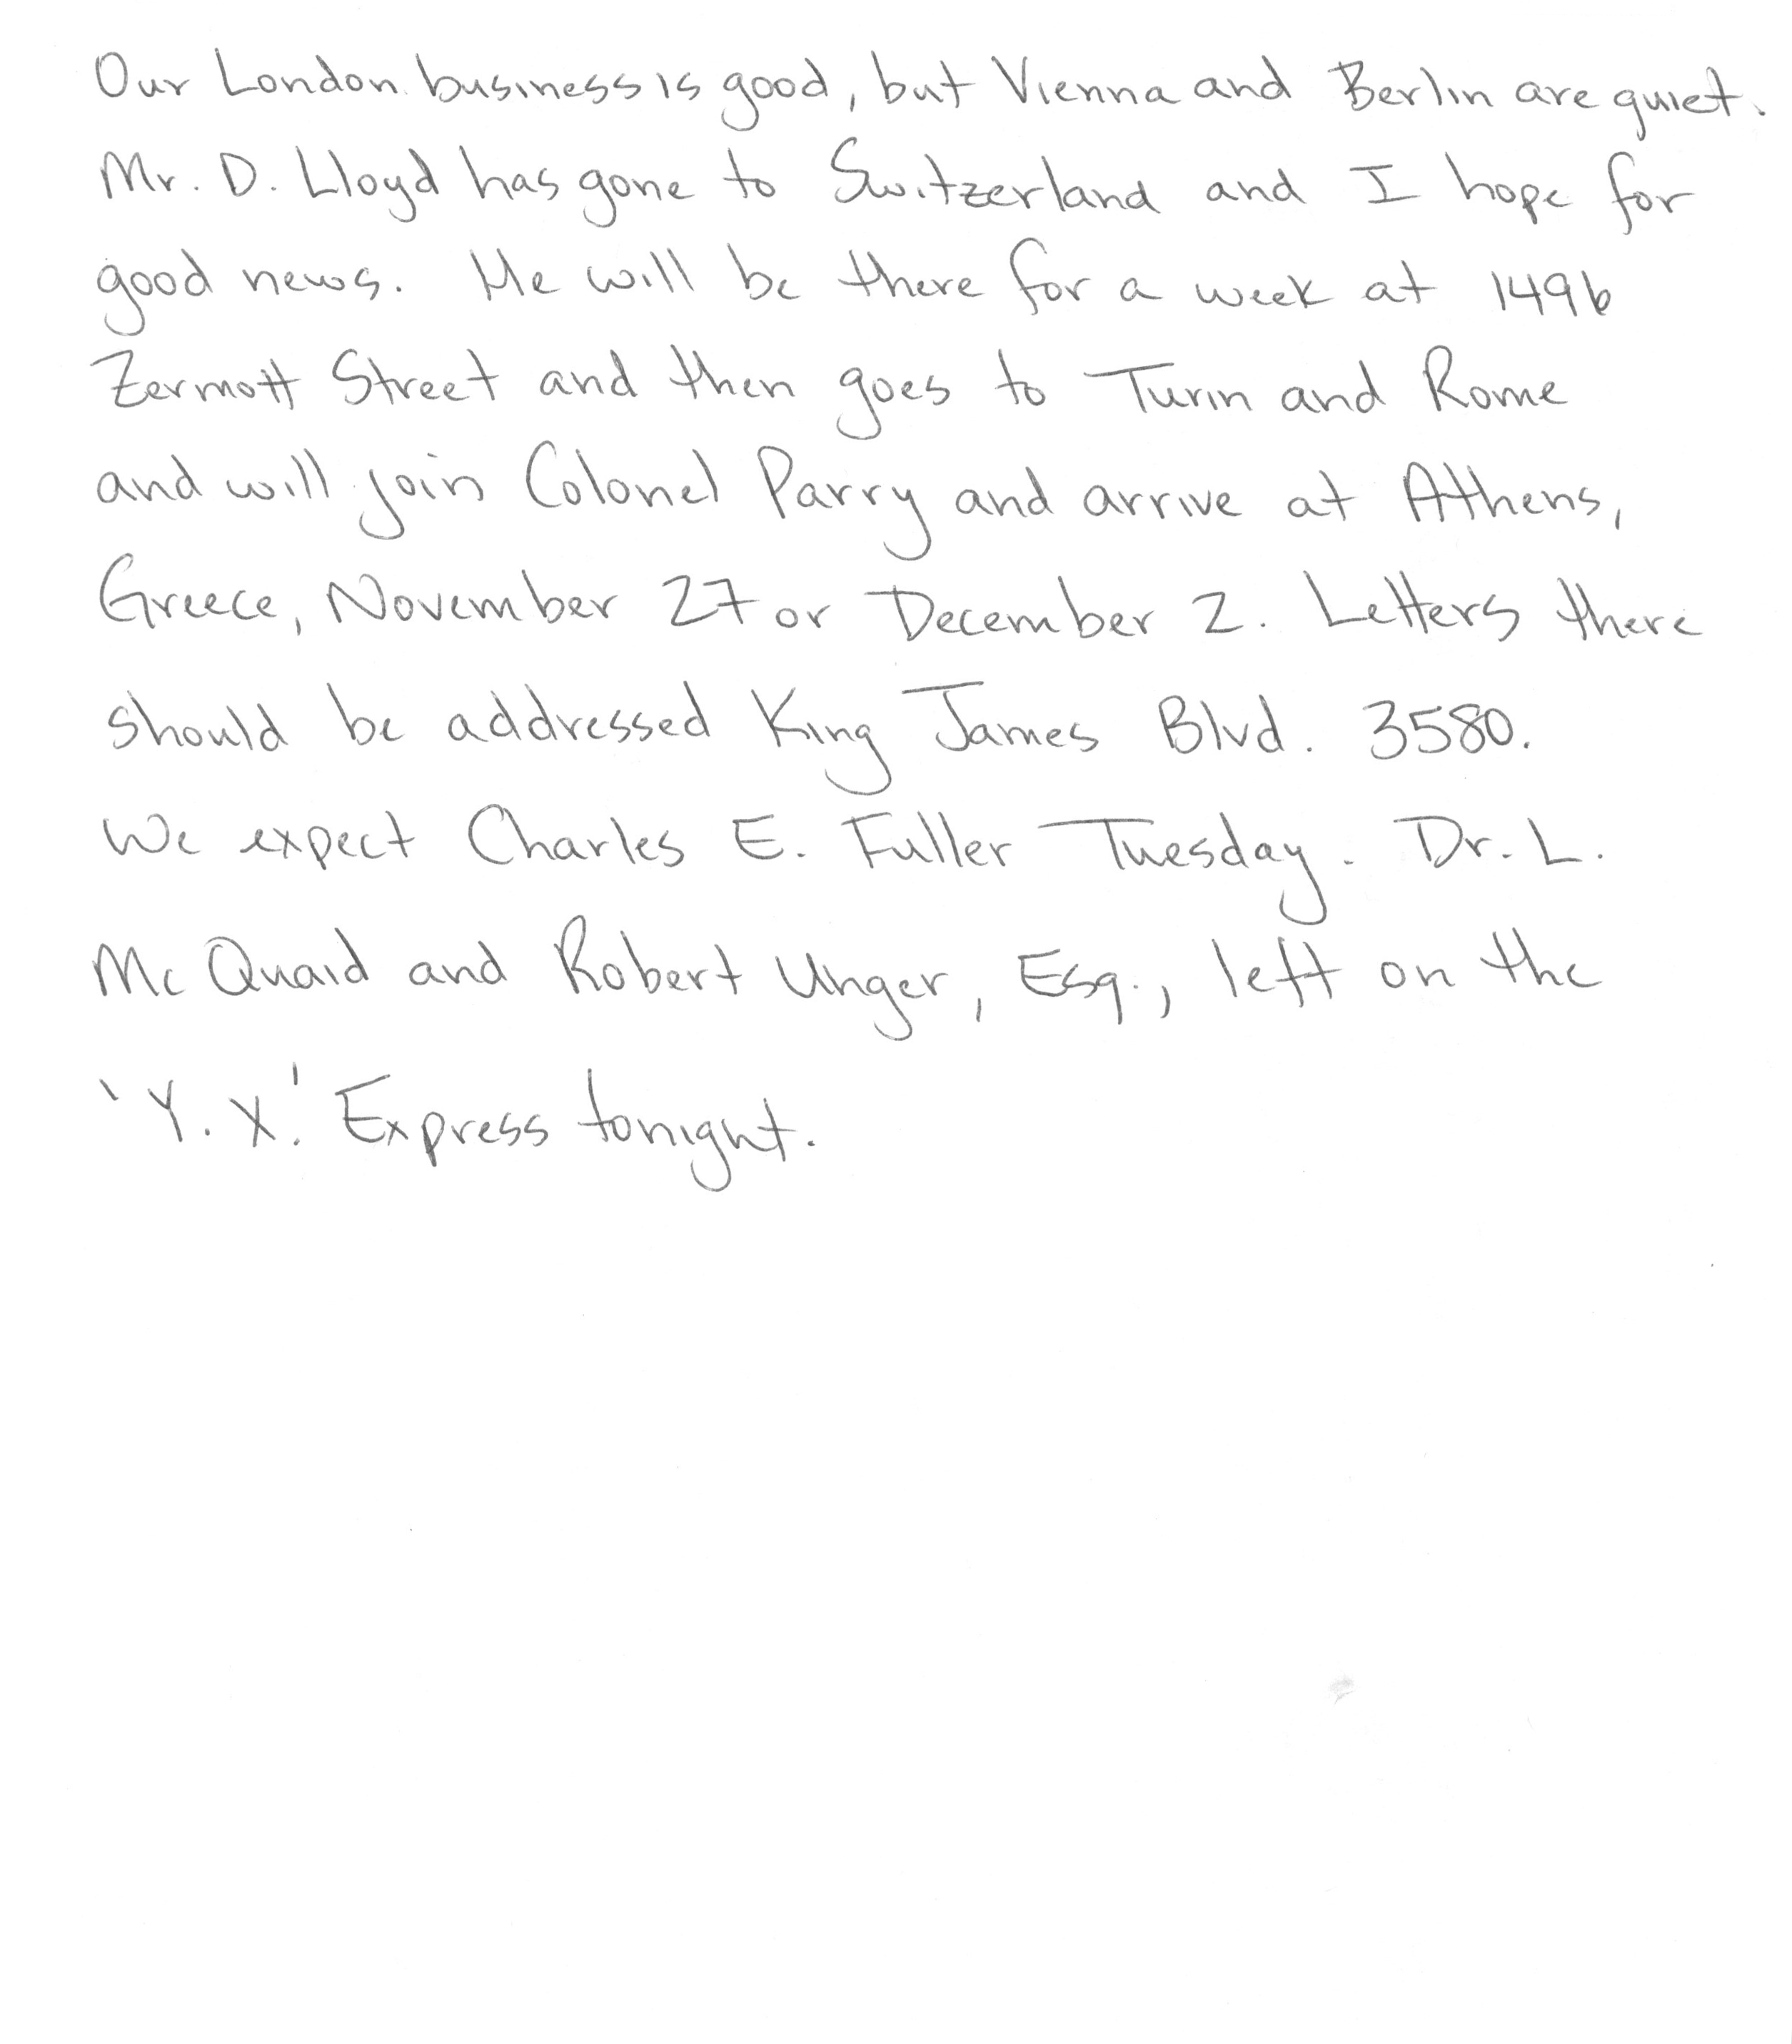 Our London business is good, but Vienna and Berlin are quiet.
Mr. D. Lloyd has gone to Switzerland and I hope for
good news. He will be there for a week at 1496
Zermott Street and then goes to Turin and Rome
and will join Colonel Parry and arrive at Athens,
Greece, November 27 or December 2. Letters there
should be addressed King James Blvd. 3580.
We expect Charles E. Fuller Tuesday. Dr. L.
McQuaid and Robert Unger, Esq., left on the
'Y. X.' Express tonight.